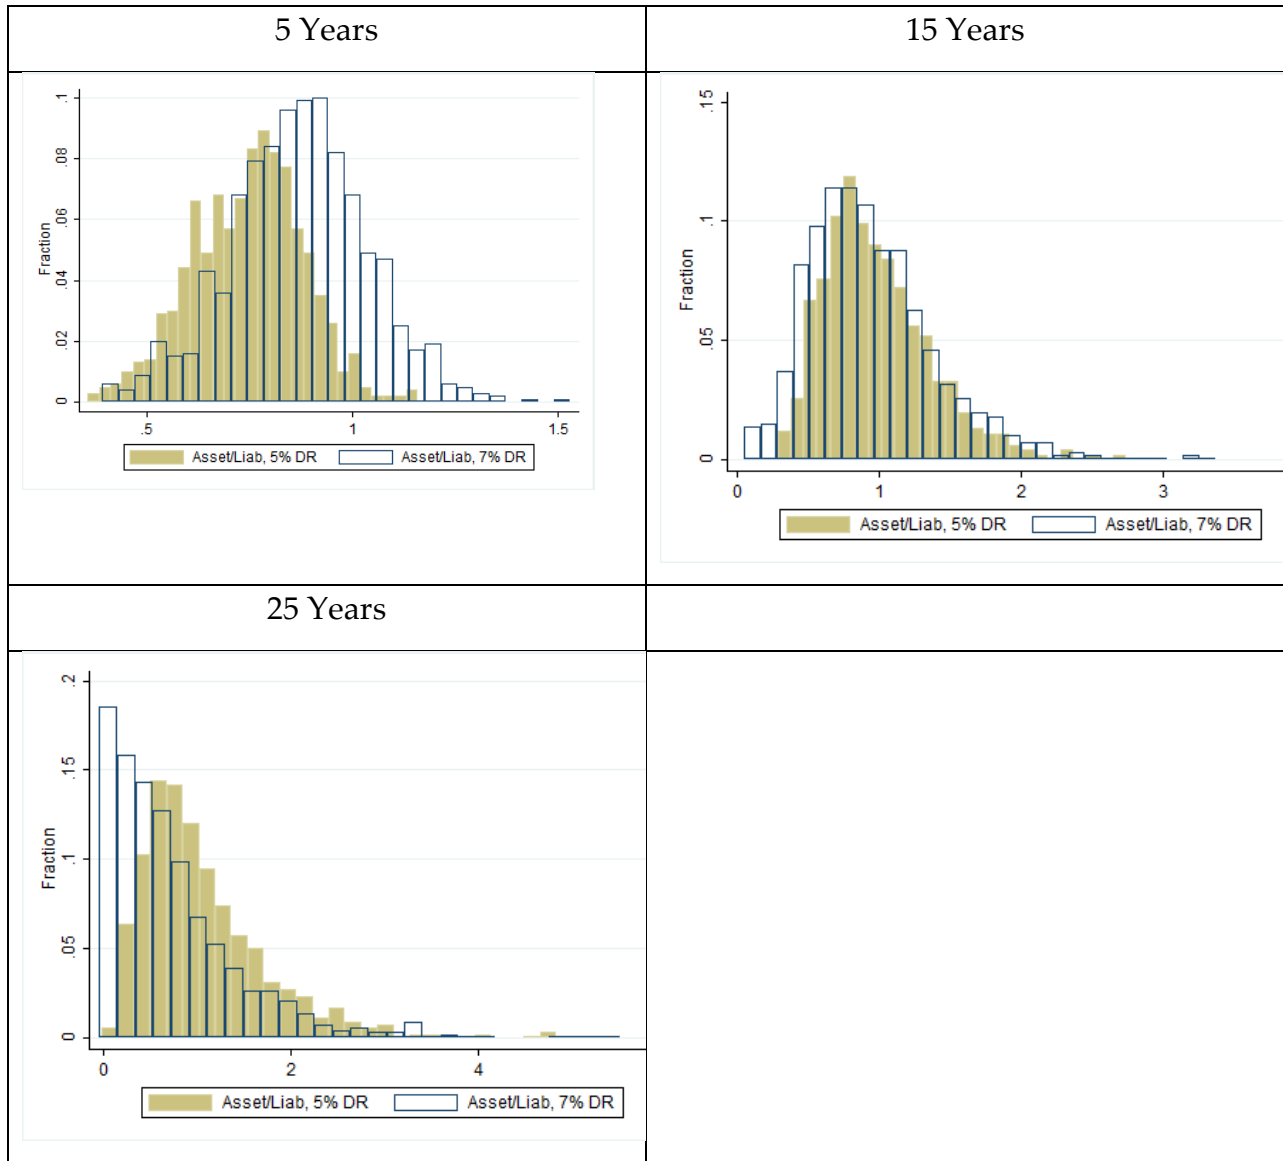 5 Years
15 Years
Fraction
.1
.08
.06
.04
.02
0
.5
1
1.5
Asset/Liab, 5% DR
Asset/Liab, 7% DR
Fraction
.15
.1
.05
0
0
1
2
3
Asset/Liab, 5% DR
Asset/Liab, 7% DR
25 Years
Fraction
.2
.15
.1
.05
0
0
2
4
Asset/Liab, 5% DR
Asset/Liab, 7% DR